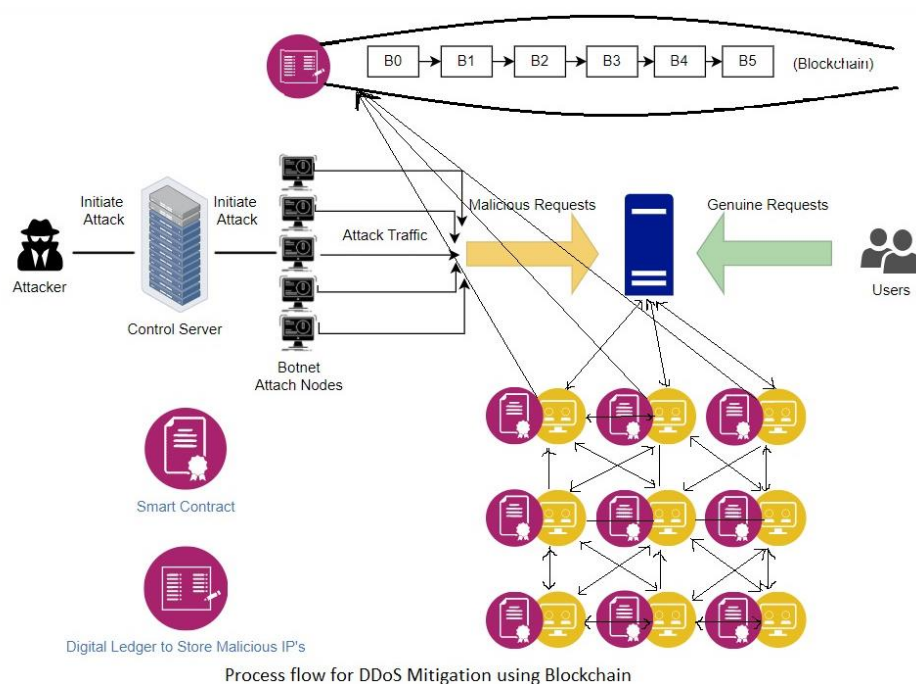 B0
B1
B2
B3
B4
B5
(Blockchain)
Initiate
Attack
Initiate
Attack
Attack Traffic
Malicious Requests
Genuine Requests
Attacker
Control Server
Botnet
Attach Nodes
Users
Smart Contract
Digital Ledger to Store Malicious IP's
Process flow for DDoS Mitigation using Blockchain